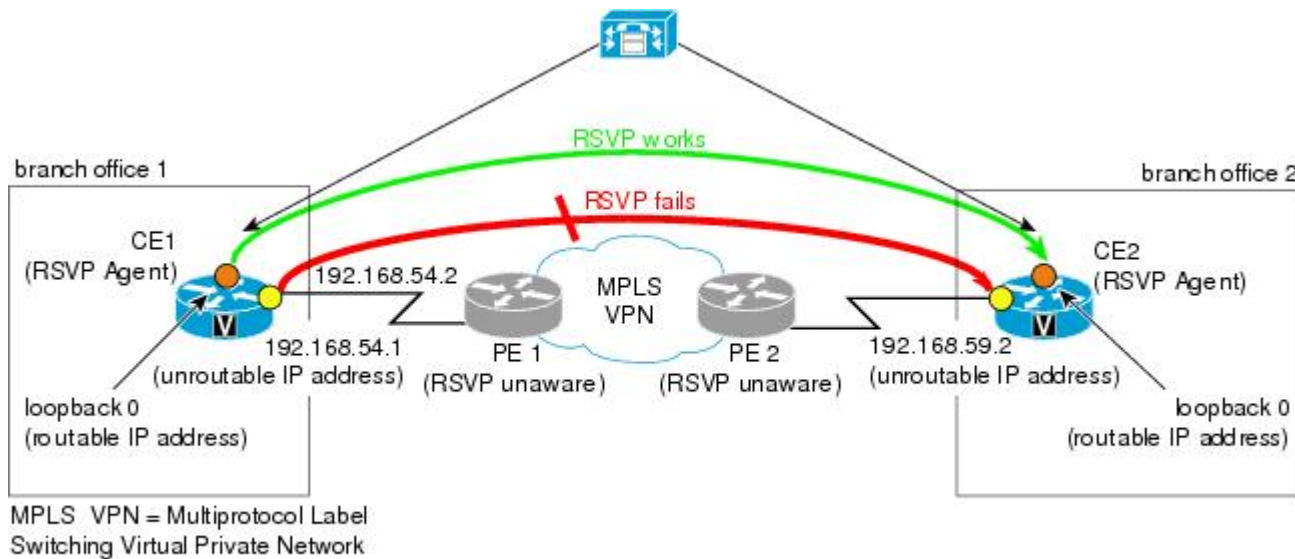 RSVP works
branch office 1
branch office 2
RSVP fails
CE1
(RSVP Agent)
CE2
(RSVP Agent)
192.168.54.2
MPLS
VPN
V
V
192.168.54.1
(unroutable IP address)
PE 1
(RSVP unaware)
PE 2
(RSVP unaware)
192.168.59.2
(unroutable IP address)
loopback 0
(routable IP address)
loopback 0
(routable IP address)
MPLS VPN = Multiprotocol Label
Switching Virtual Private Network